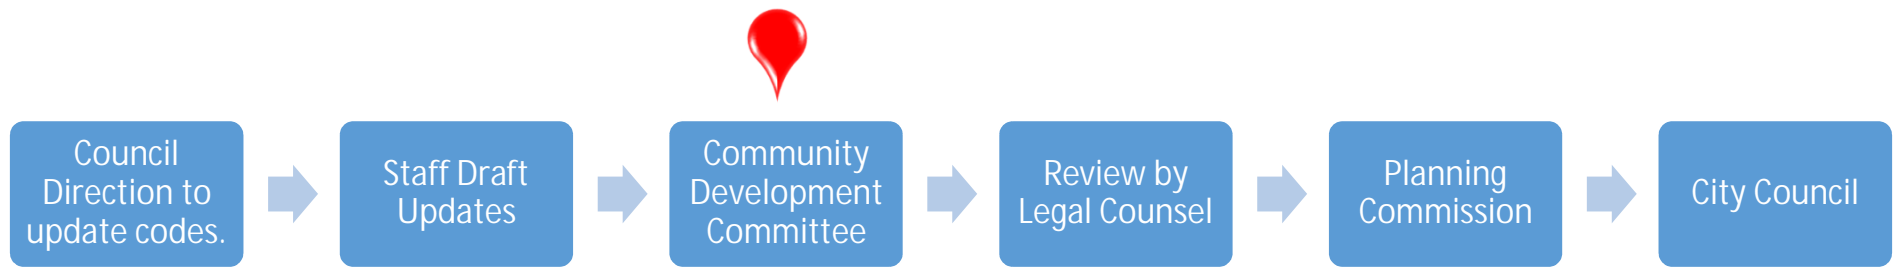 Council
Direction to
update codes.
Staff Draft
Updates
Community
Development
Committee
Review by
Legal Counsel
Planning
Commission
City Council